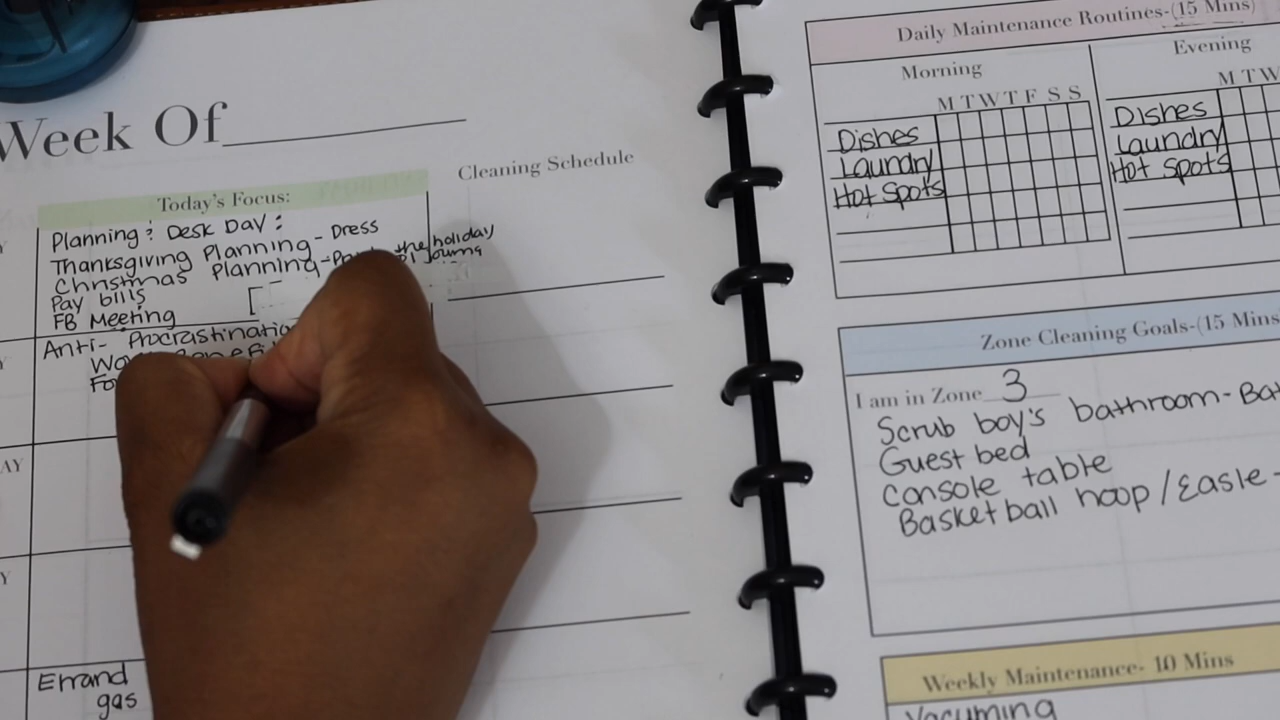 Week Of
Today's Focus:
Cleaning Schedule
Planning & Desk Day:
Thanksgiving Planning - Dress
Christmas Planning - the holiday
Pay bills
FB Meeting
Anti- Procrastination
AY
Errand
gas
Daily Maintenance Routines-(15 Mins)
Morning
Evening
M T W T F S S
M T W
Dishes
Laundry
Hot Spots
Dishes
Laundry
Hot Spots
Zone Cleaning Goals-(15 Mins
I am in Zone 3
Scrub boy's bathroom - Bat
Guest bed
Console table
Basketball hoop / Easle -
Weekly Maintenance- 10 Mins
Vacuming